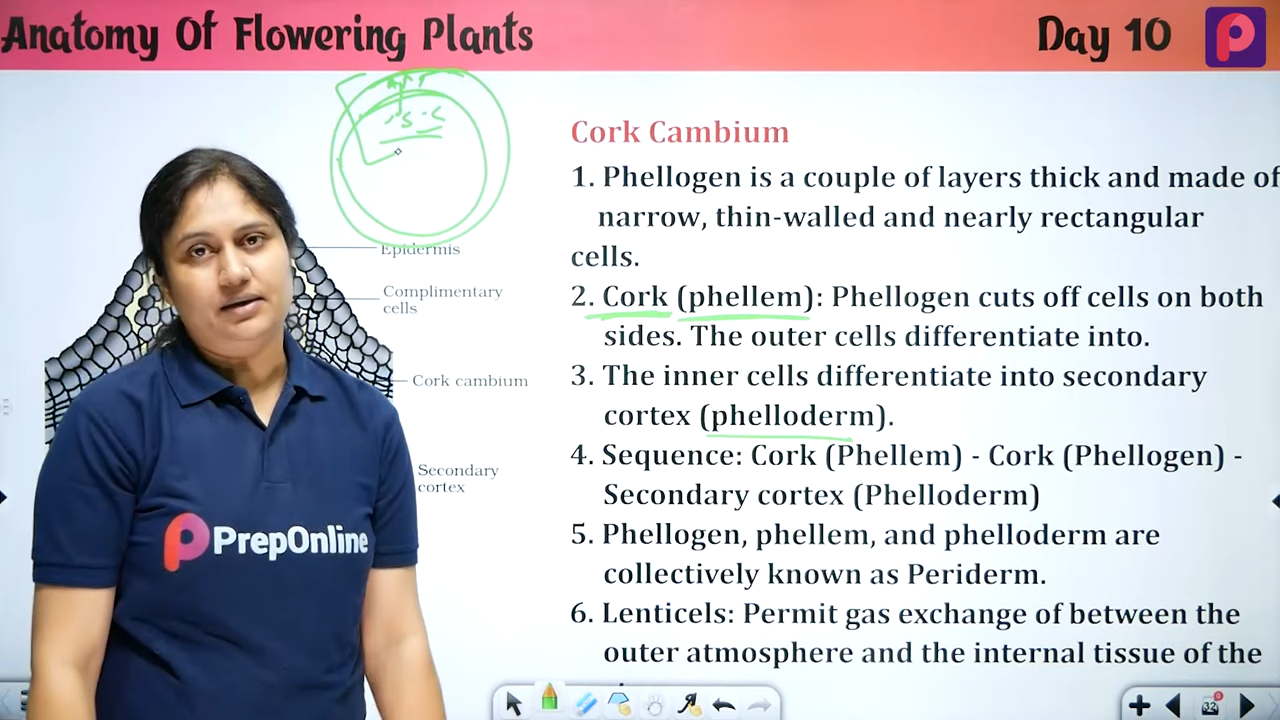 Anatomy Of Flowering Plants
Day 10
Cork Cambium
1. Phellogen is a couple of layers thick and made of
narrow, thin-walled and nearly rectangular
cells.
2. Cork (phellem): Phellogen cuts off cells on both
sides. The outer cells differentiate into.
3. The inner cells differentiate into secondary
cortex (phelloderm).
4. Sequence: Cork (Phellem) - Cork (Phellogen) -
Secondary cortex (Phelloderm)
5. Phellogen, phellem, and phelloderm are
collectively known as Periderm.
6. Lenticels: Permit gas exchange of between the
outer atmosphere and the internal tissue of the
Epidermis
Complimentary
cells
Cork cambium
Secondary
cortex
PrepOnline
32